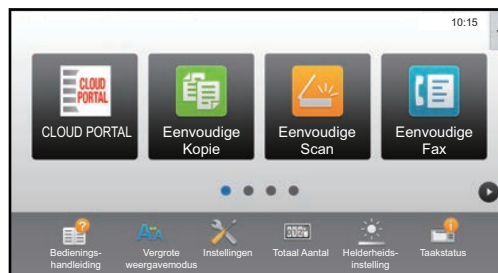 10:15
CLOUD
PORTAL
CLOUD PORTAL
Eenvoudige
Kopie
Eenvoudige
Scan
Eenvoudige
Fax
Bedienings-
handleiding
Vergrote
weergavemodus
Instellingen
Totaal Aantal
Helderheids-
instelling
Taakstatus